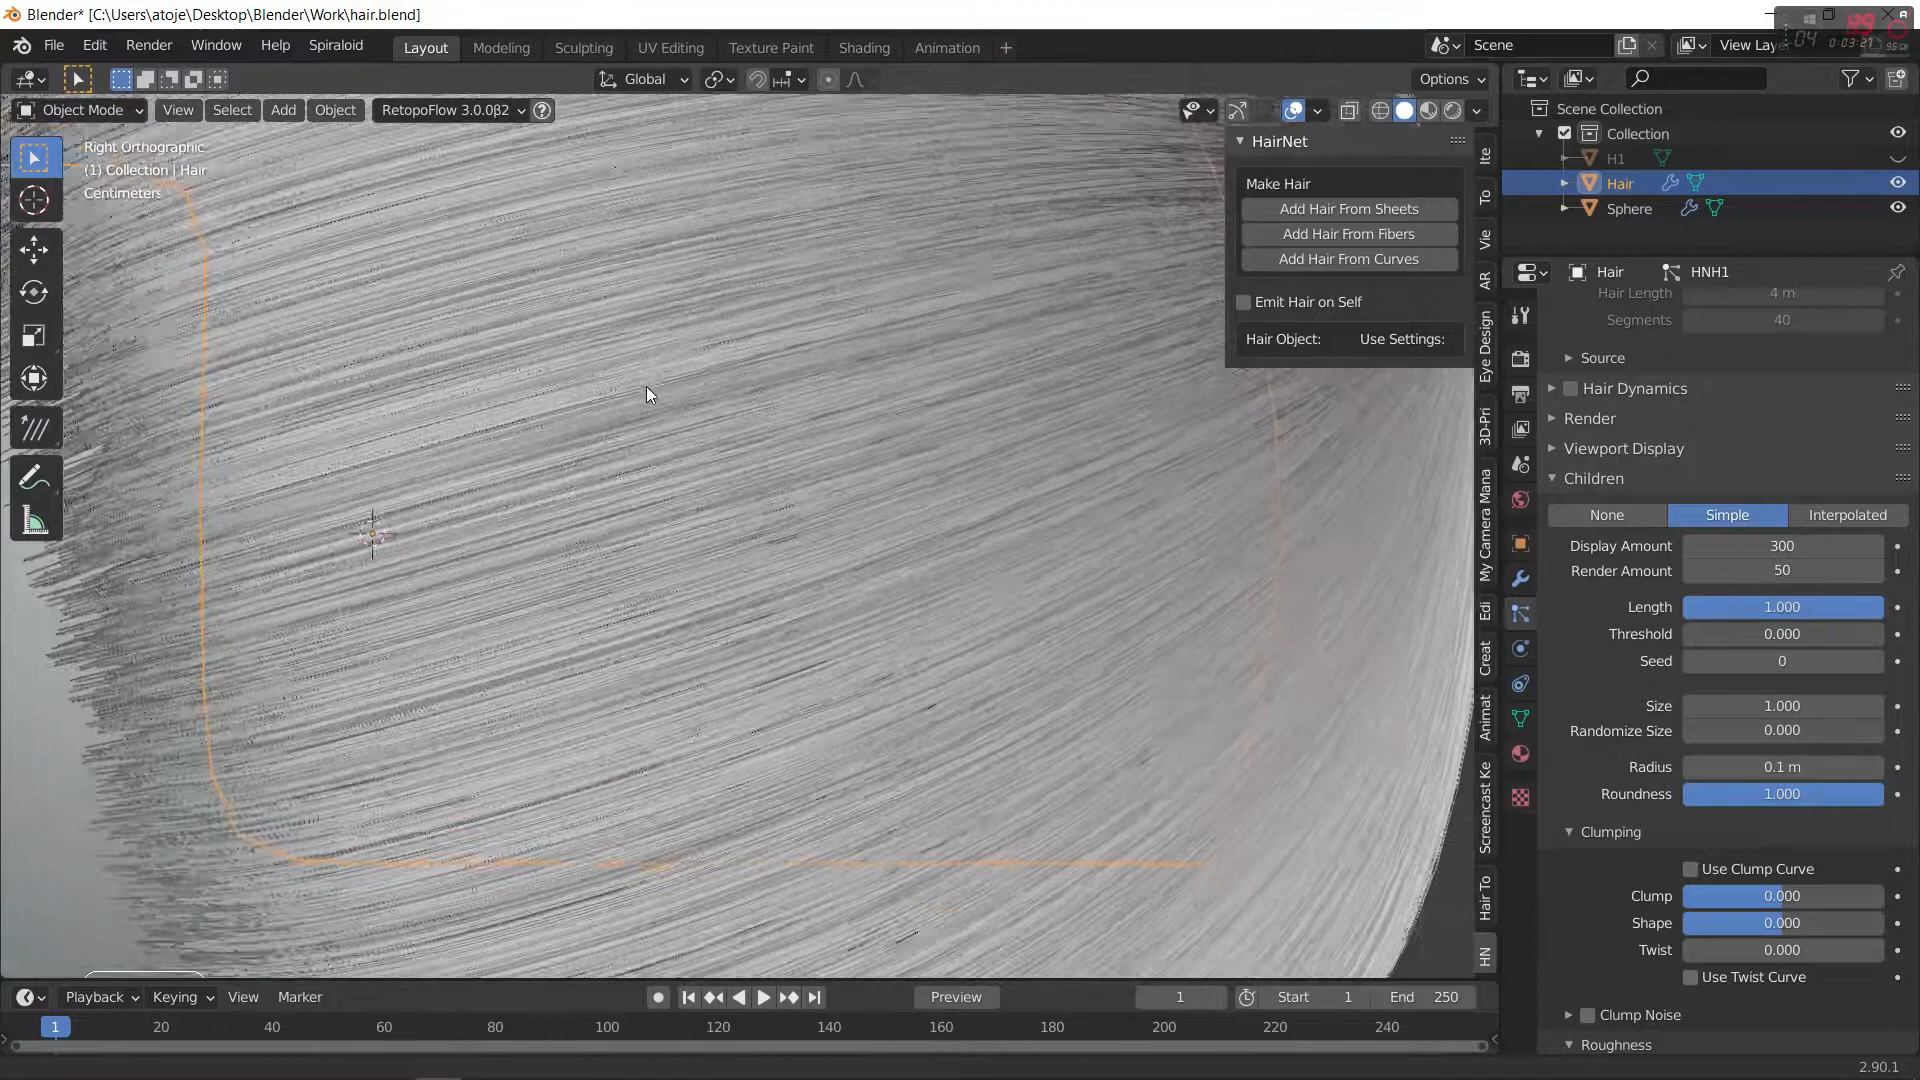 Blender* [C:\Users\atoje\Desktop\Blender\Work\hair.blend]
File Edit Render Window Help Spiraloid
Layout Modeling Sculpting UV Editing Texture Paint Shading Animation +
Scene
View Lay
04 0:03:27
Global
Options
Object Mode View Select Add Object RetopoFlow 3.0.0β2
Right Orthographic
(1) Collection | Hair
Centimeters
HairNet
Make Hair
Add Hair From Sheets
Add Hair From Fibers
Add Hair From Curves
Emit Hair on Self
Hair Object: Use Settings:
Ite
To
Vie
AR
Eye Design
3D-Pri
My Camera Mana
Edi
Creat
Animat
Screencast Ke
Hair To
HN
Scene Collection
Collection
H1
Hair
Sphere
Hair HNH1
Hair Length 4 m
Segments 40
Source
Hair Dynamics
Render
Viewport Display
Children
None Simple Interpolated
Display Amount 300
Render Amount 50
Length 1.000
Threshold 0.000
Seed 0
Size 1.000
Randomize Size 0.000
Radius 0.1 m
Roundness 1.000
Clumping
Use Clump Curve
Clump 0.000
Shape 0.000
Twist 0.000
Use Twist Curve
Clump Noise
Roughness
Playback Keying View Marker
Preview
1
Start 1 End 250
1 20 40 60 80 100 120 140 160 180 200 220 240
2.90.1